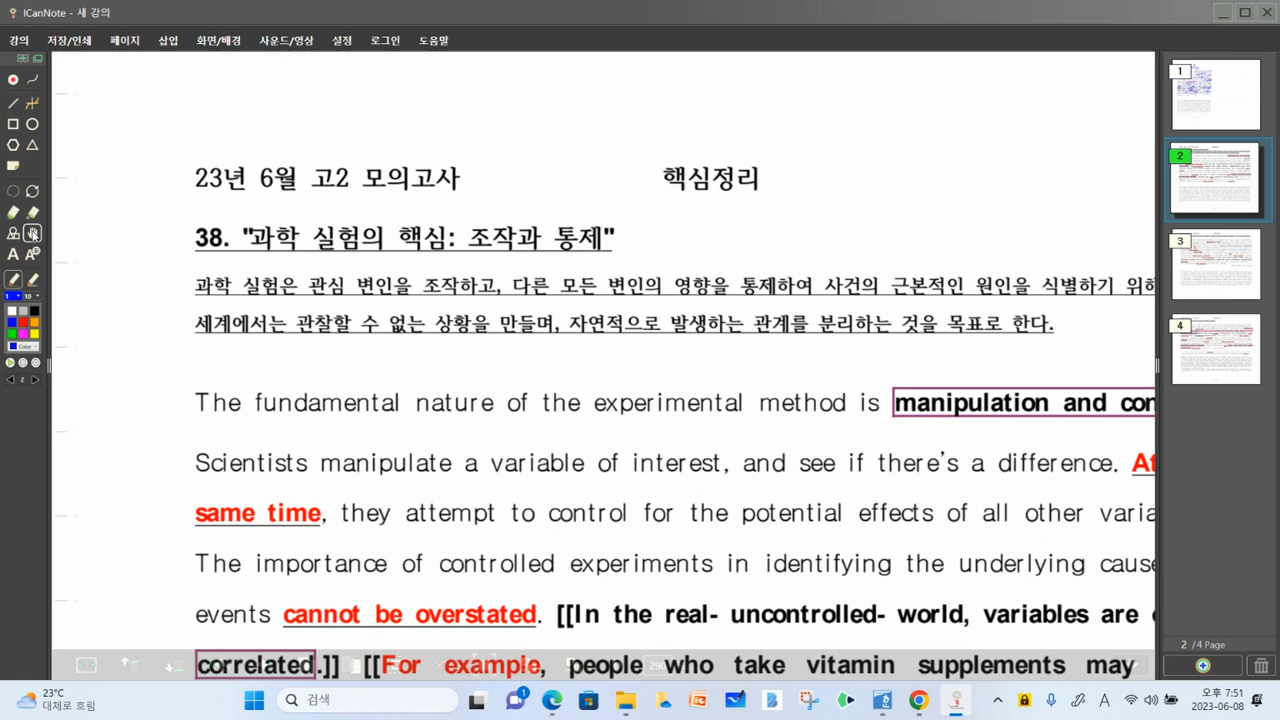 ICanNote - 새 강의
강의 저장/인쇄 페이지 삽입 화면/배경 사운드/영상 설정 로그인 도움말
23년 6월 고2 모의고사 핵심정리
38. "과학 실험의 핵심: 조작과 통제"
과학 실험은 관심 변인을 조작하고, 다른 모든 변인의 영향을 통제하여 사건의 근본적인 원인을 식별하기 위하
세계에서는 관찰할 수 없는 상황을 만들며, 자연적으로 발생하는 관계를 분리하는 것을 목표로 한다.
The fundamental nature of the experimental method is manipulation and con
Scientists manipulate a variable of interest, and see if there's a difference. At
same time, they attempt to control for the potential effects of all other varia
The importance of controlled experiments in identifying the underlying cause
events cannot be overstated. [[In the real- uncontrolled- world, variables are
correlated.]] [[For example, people who take vitamin supplements may
1
2
3
4
2 /4 Page
1 10
Color
2
290
23°C
대체로 흐림
검색
1
A
오후 7:51
2023-06-08